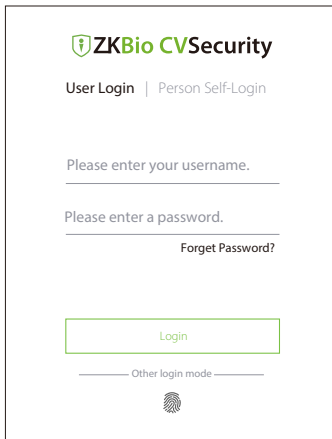 ZKBio CVSecurity
User Login | Person Self-Login
Please enter your username.
Please enter a password.
Forget Password?
Login
Other login mode